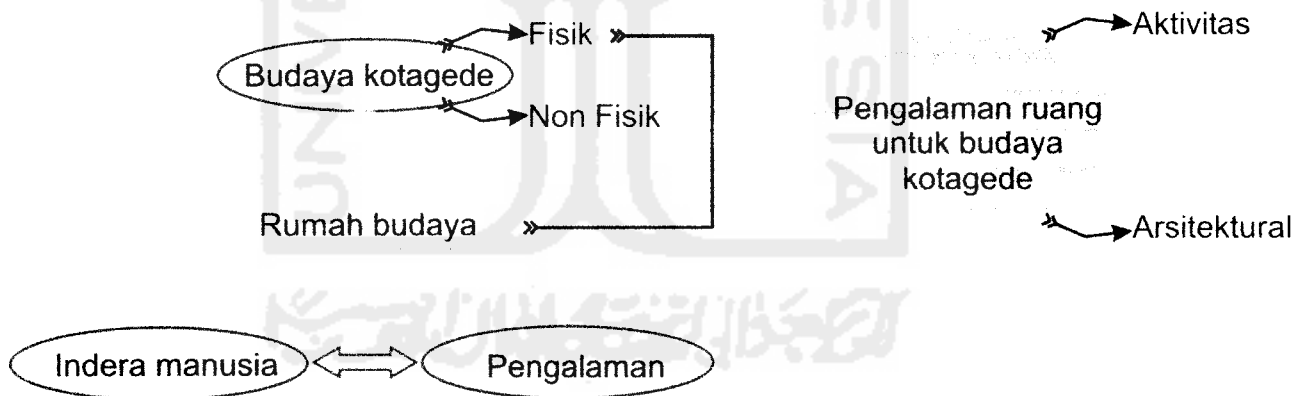 Fisik
Aktivitas
Budaya kotagede
Non Fisik
Pengalaman ruang
untuk budaya
kotagede
Rumah budaya
Arsitektural
Indera manusia
Pengalaman